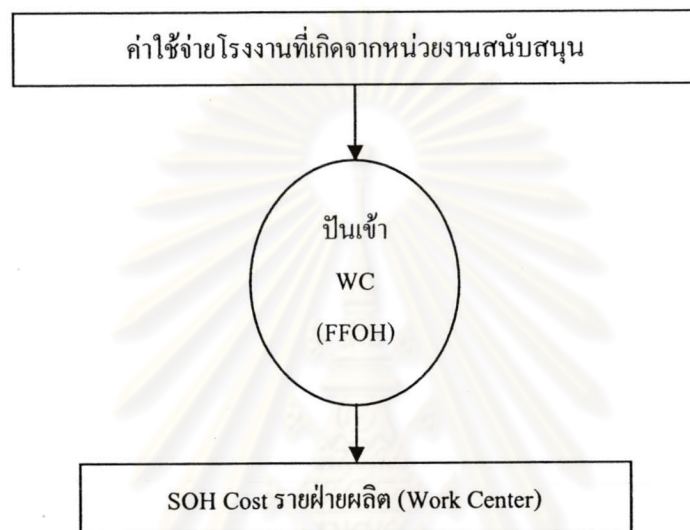 ค่าใช้จ่ายโรงงานที่เกิดจากหน่วยงานสนับสนุน
ปันเข้า
WC
(FFOH)
SOH Cost รายฝ่ายผลิต (Work Center)